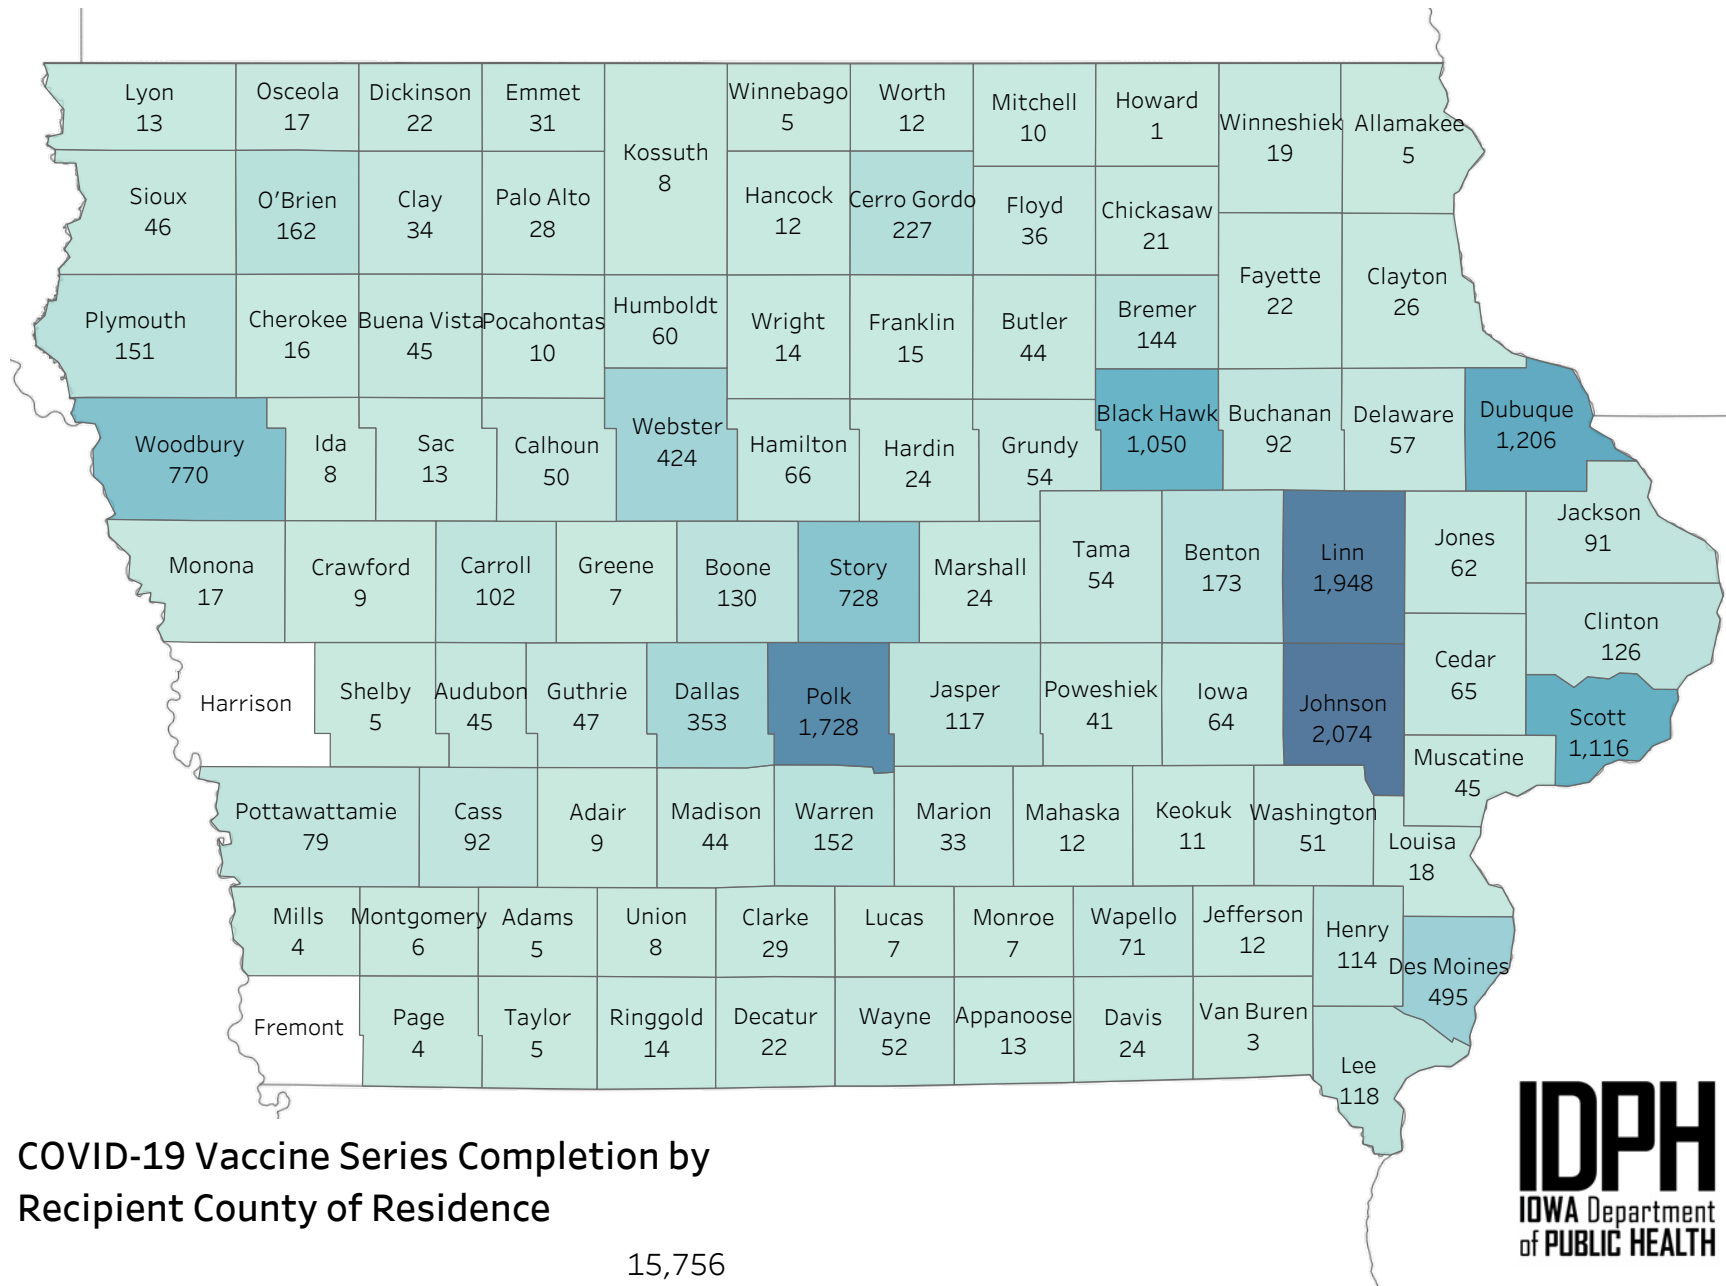 Lyon
13
Osceola
17
Dickinson
22
Emmet
31
Kossuth
8
Winnebago
5
Worth
12
Mitchell
10
Howard
1
Winneshiek
19
Allamakee
5
Sioux
46
O'Brien
162
Clay
34
Palo Alto
28
Hancock
12
Cerro Gordo
227
Floyd
36
Chickasaw
21
Fayette
22
Clayton
26
Plymouth
151
Cherokee
16
Buena Vista
45
Pocahontas
10
Humboldt
60
Wright
14
Franklin
15
Butler
44
Bremer
144
Woodbury
770
Ida
8
Sac
13
Calhoun
50
Webster
424
Hamilton
66
Hardin
24
Grundy
54
Black Hawk
1,050
Buchanan
92
Delaware
57
Dubuque
1,206
Monona
17
Crawford
9
Carroll
102
Greene
7
Boone
130
Story
728
Marshall
24
Tama
54
Benton
173
Linn
1,948
Jones
62
Jackson
91
Clinton
126
Harrison
Shelby
5
Audubon
45
Guthrie
47
Dallas
353
Polk
1,728
Jasper
117
Poweshiek
41
Iowa
64
Johnson
2,074
Cedar
65
Scott
1,116
Muscatine
45
Pottawattamie
79
Cass
92
Adair
9
Madison
44
Warren
152
Marion
33
Mahaska
12
Keokuk
11
Washington
51
Louisa
18
Mills
4
Montgomery
6
Adams
5
Union
8
Clarke
29
Lucas
7
Monroe
7
Wapello
71
Jefferson
12
Henry
114
Des Moines
495
Fremont
Page
4
Taylor
5
Ringgold
14
Decatur
22
Wayne
52
Appanoose
13
Davis
24
Van Buren
3
Lee
118
COVID-19 Vaccine Series Completion by
Recipient County of Residence
15,756
IDPH
IOWA Department
of PUBLIC HEALTH